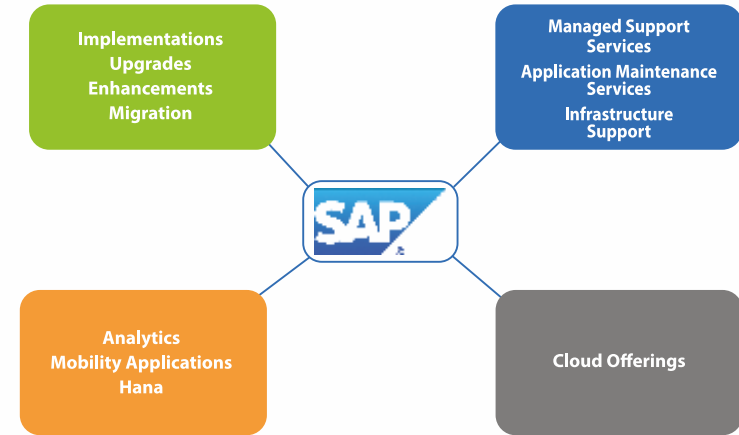 Implementations
Upgrades
Enhancements
Migration
Managed Support
Services
Application Maintenance
Services
Infrastructure
Support
SAP
Analytics
Mobility Applications
Hana
Cloud Offerings